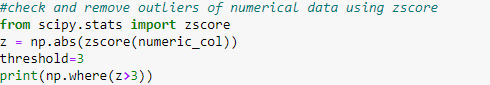 #check and remove outliers of numerical data using zscore
from scipy.stats import zscore
z = np.abs(zscore(numeric_col))
threshold=3
print(np.where(z>3))